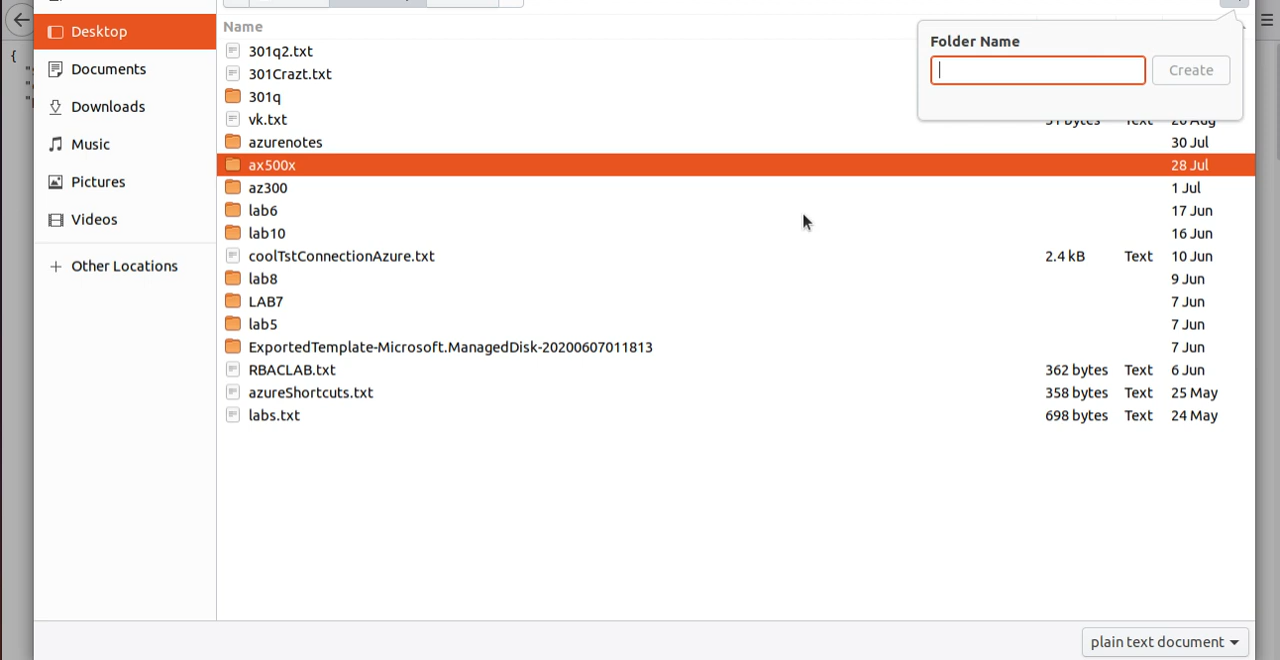 {
Desktop
Documents
Downloads
Music
Pictures
Videos
+ Other Locations
Name
301q2.txt
301Crazt.txt
301q
vk.txt
azurenotes 30 Jul
ax500x 28 Jul
az300 1 Jul
lab6 17 Jun
lab10 16 Jun
coolTstConnectionAzure.txt 2.4 kB Text 10 Jun
lab8 9 Jun
LAB7 7 Jun
lab5 7 Jun
ExportedTemplate-Microsoft.ManagedDisk-20200607011813 7 Jun
RBACLAB.txt 362 bytes Text 6 Jun
azureShortcuts.txt 358 bytes Text 25 May
labs.txt 698 bytes Text 24 May
Folder Name
Create
plain text document